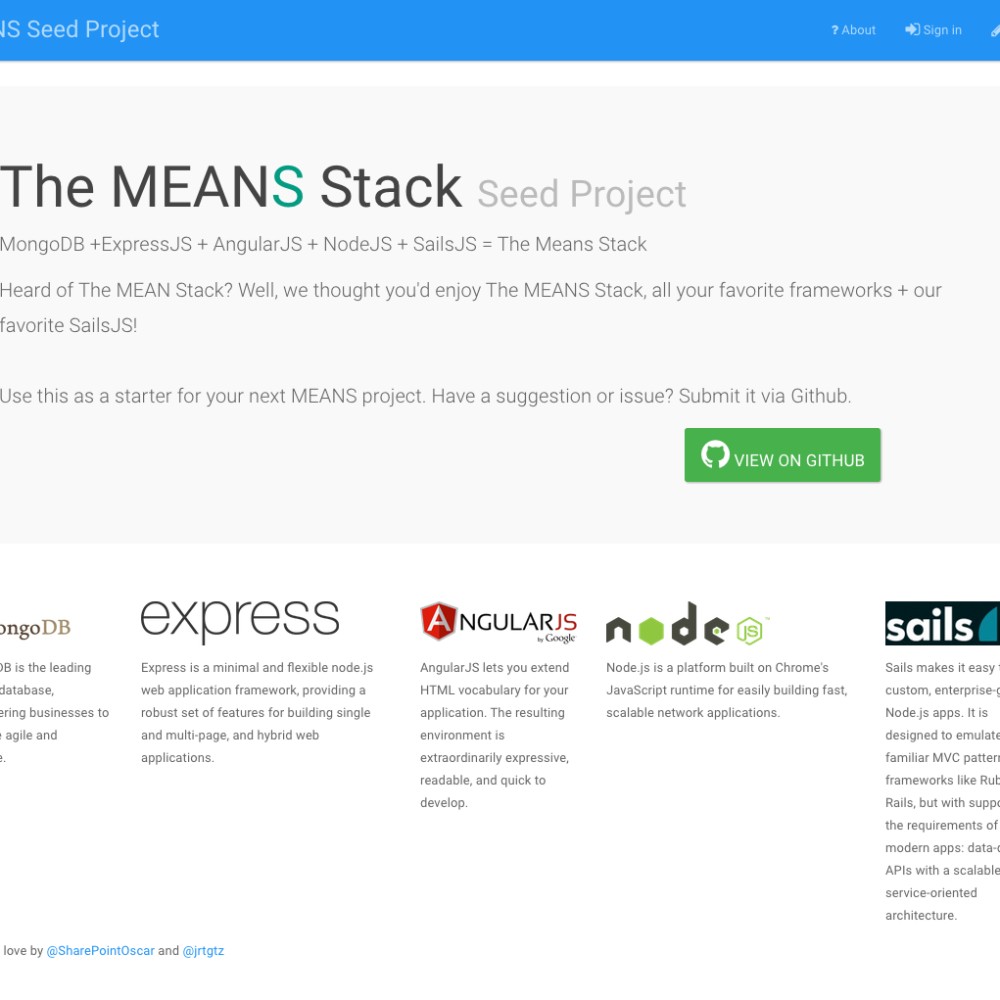 NS Seed Project
? About
Sign in
The MEANS Stack Seed Project
MongoDB +ExpressJS + AngularJS + NodeJS + SailsJS = The Means Stack
Heard of The MEAN Stack? Well, we thought you'd enjoy The MEANS Stack, all your favorite frameworks + our
favorite SailsJS!
Use this as a starter for your next MEANS project. Have a suggestion or issue? Submit it via Github.
VIEW ON GITHUB
ongoDB
DB is the leading
database,
ering businesses to
e agile and
e.
express
Express is a minimal and flexible node.js
web application framework, providing a
robust set of features for building single
and multi-page, and hybrid web
applications.
ANGULARJS
by Google
AngularJS lets you extend
HTML vocabulary for your
application. The resulting
environment is
extraordinarily expressive,
readable, and quick to
develop.
node JS ™
Node.js is a platform built on Chrome's
JavaScript runtime for easily building fast,
scalable network applications.
sails
Sails makes it easy
custom, enterprise-
Node.js apps. It is
designed to emulate
familiar MVC pattern
frameworks like Rub
Rails, but with suppo
the requirements of
modern apps: data-
APIs with a scalable
service-oriented
architecture.
love by @SharePointOscar and @jrtgtz